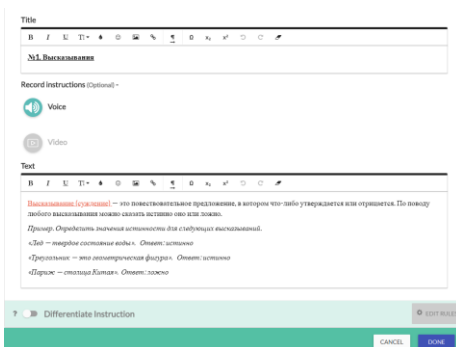 Title
B I U
№1. Высказывания
Record instructions (Optional)
Voice
Video
Text
B I U
Высказывание (суждение) — это повествовательное предложение, в котором что-либо утверждается или отрицается. По поводу
любого высказывания можно сказать истинно оно или ложно.
Пример. Определить значения истинности для следующих высказываний.
«Лёд — твердое состояние воды». Ответ: истинно
«Треугольник — это геометрическая фигура». Ответ: истинно
«Париж — столица Китая». Ответ: ложно
? Differentiate Instruction
EDIT RULES
CANCEL DONE